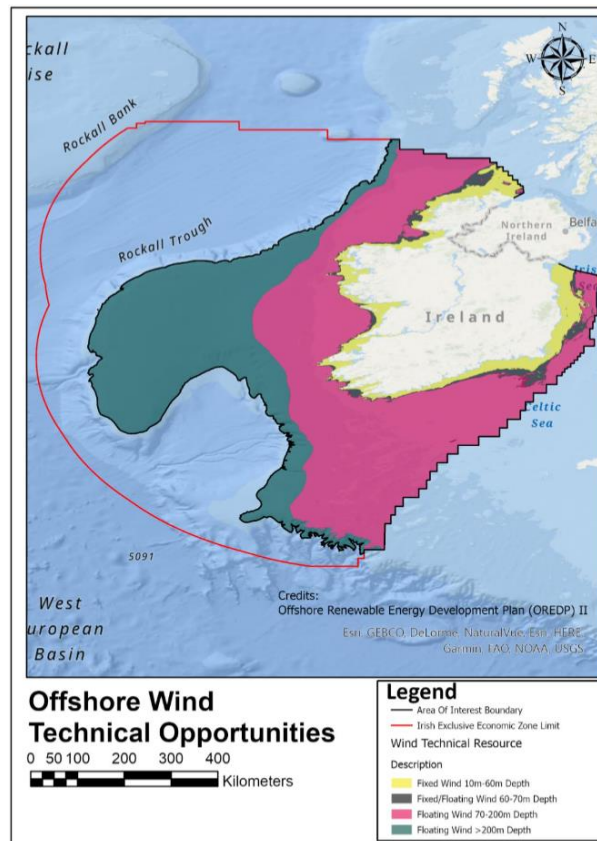 ckall
ise
N
W
E
S
Rockall Bank
Rockall Trough
Northern
Ireland
Belfa
Iris
Sea
Ireland
Celtic
Sea
5091
West
uropean
Basin
Credits:
Offshore Renewable Energy Development Plan (OREDP) II
Esri, GEBCO, DeLorme, NaturalVue, Esri, HERE,
Garmin, FAO, NOAA, USGS
Offshore Wind
Technical Opportunities
0 50 100 200 300 400
Kilometers
Legend
Area Of Interest Boundary
Irish Exclusive Economic Zone Limit
Wind Technical Resource
Description
Fixed Wind 10m-60m Depth
Fixed/Floating Wind 60-70m Depth
Floating Wind 70-200m Depth
Floating Wind >200m Depth